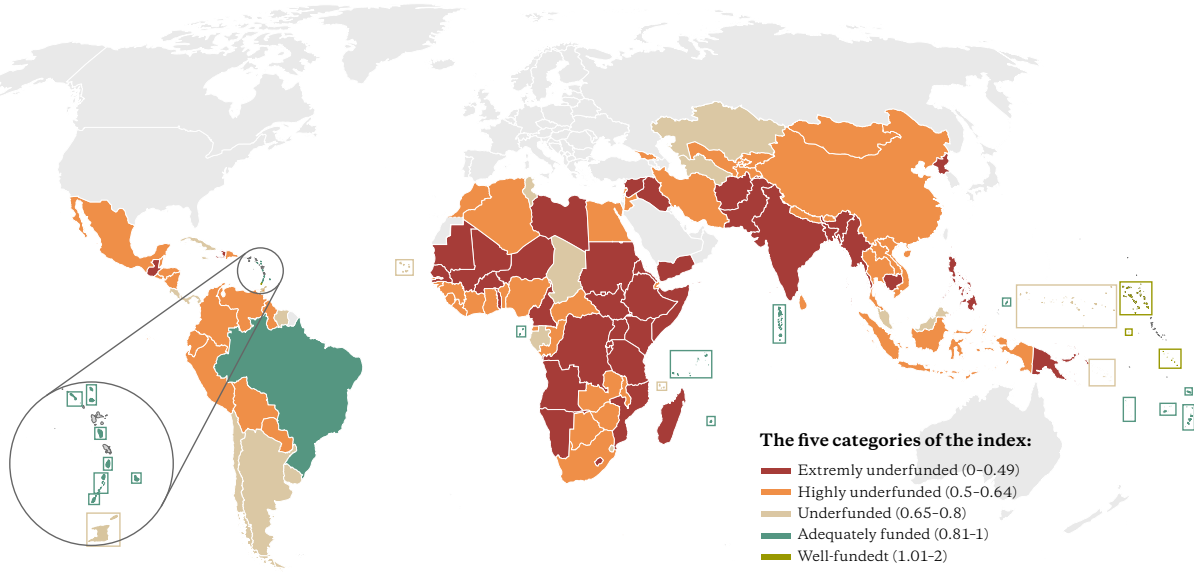 The five categories of the index:
Extremly underfunded (0–0.49)
Highly underfunded (0.5–0.64)
Underfunded (0.65–0.8)
Adequately funded (0.81–1)
Well-fundedt (1.01–2)